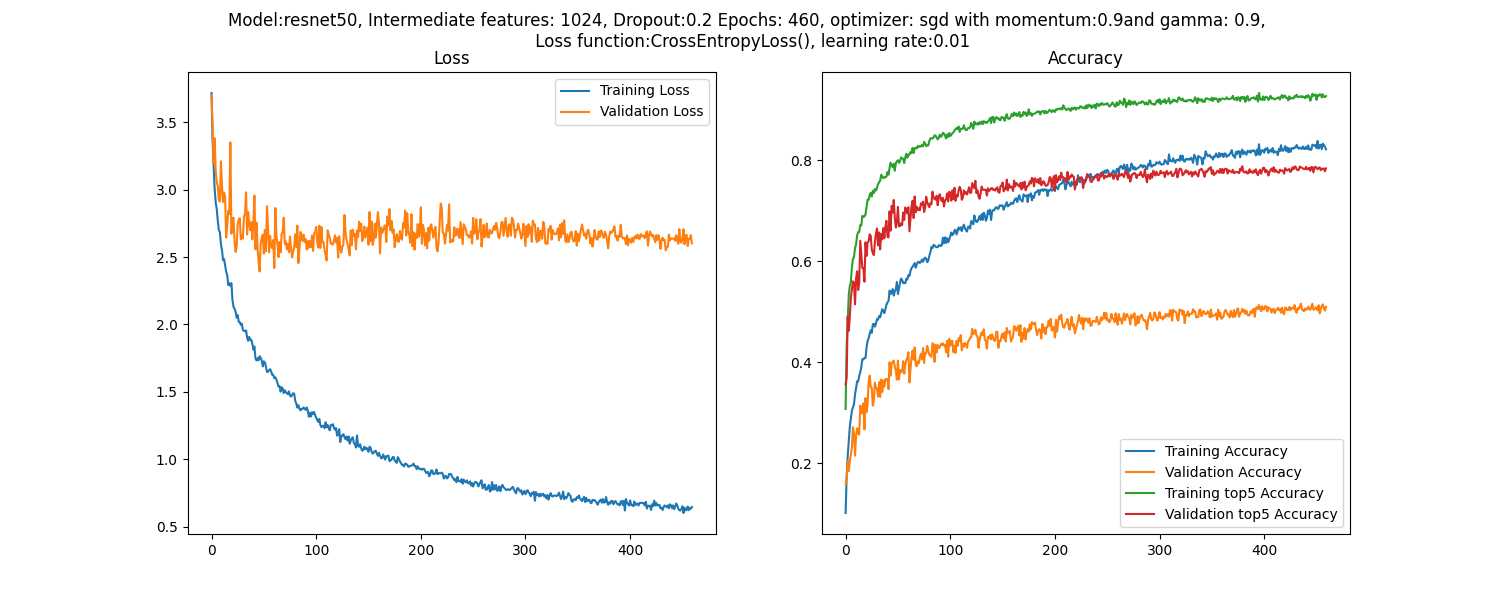 Model:resnet50, Intermediate features: 1024, Dropout:0.2 Epochs: 460, optimizer: sgd with momentum:0.9and gamma: 0.9,
Loss function:CrossEntropyLoss(), learning rate:0.01
Loss
3.5
3.0
2.5
2.0
1.5
1.0
0.5
0
100
200
300
400
Training Loss
Validation Loss
Accuracy
0.8
0.6
0.4
0.2
0
100
200
300
400
Training Accuracy
Validation Accuracy
Training top5 Accuracy
Validation top5 Accuracy